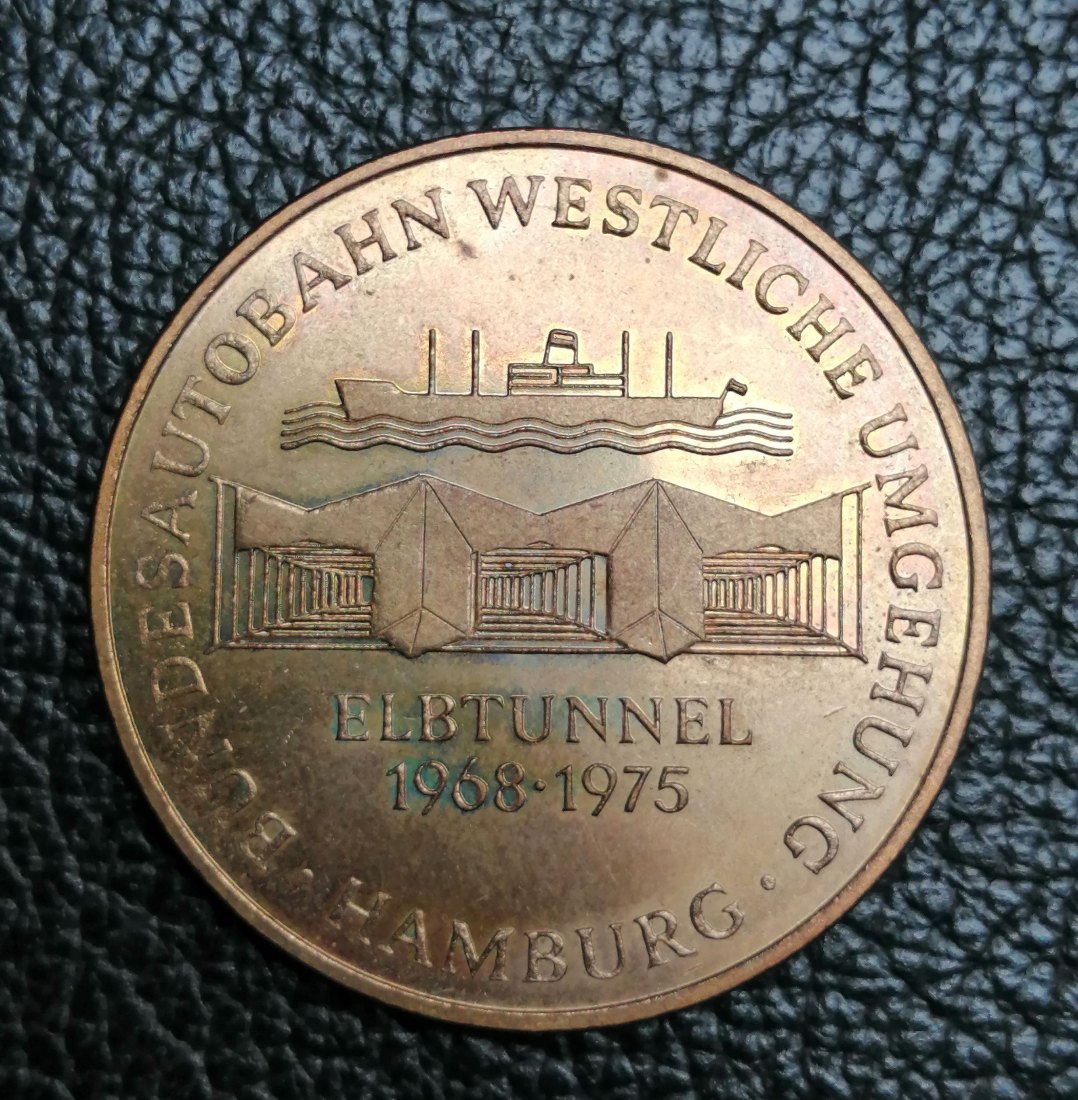 BUNDESAUTOBAHN WESTLICHE UMGEHUNG
· HAMBURG ·
ELBTUNNEL
1968·1975